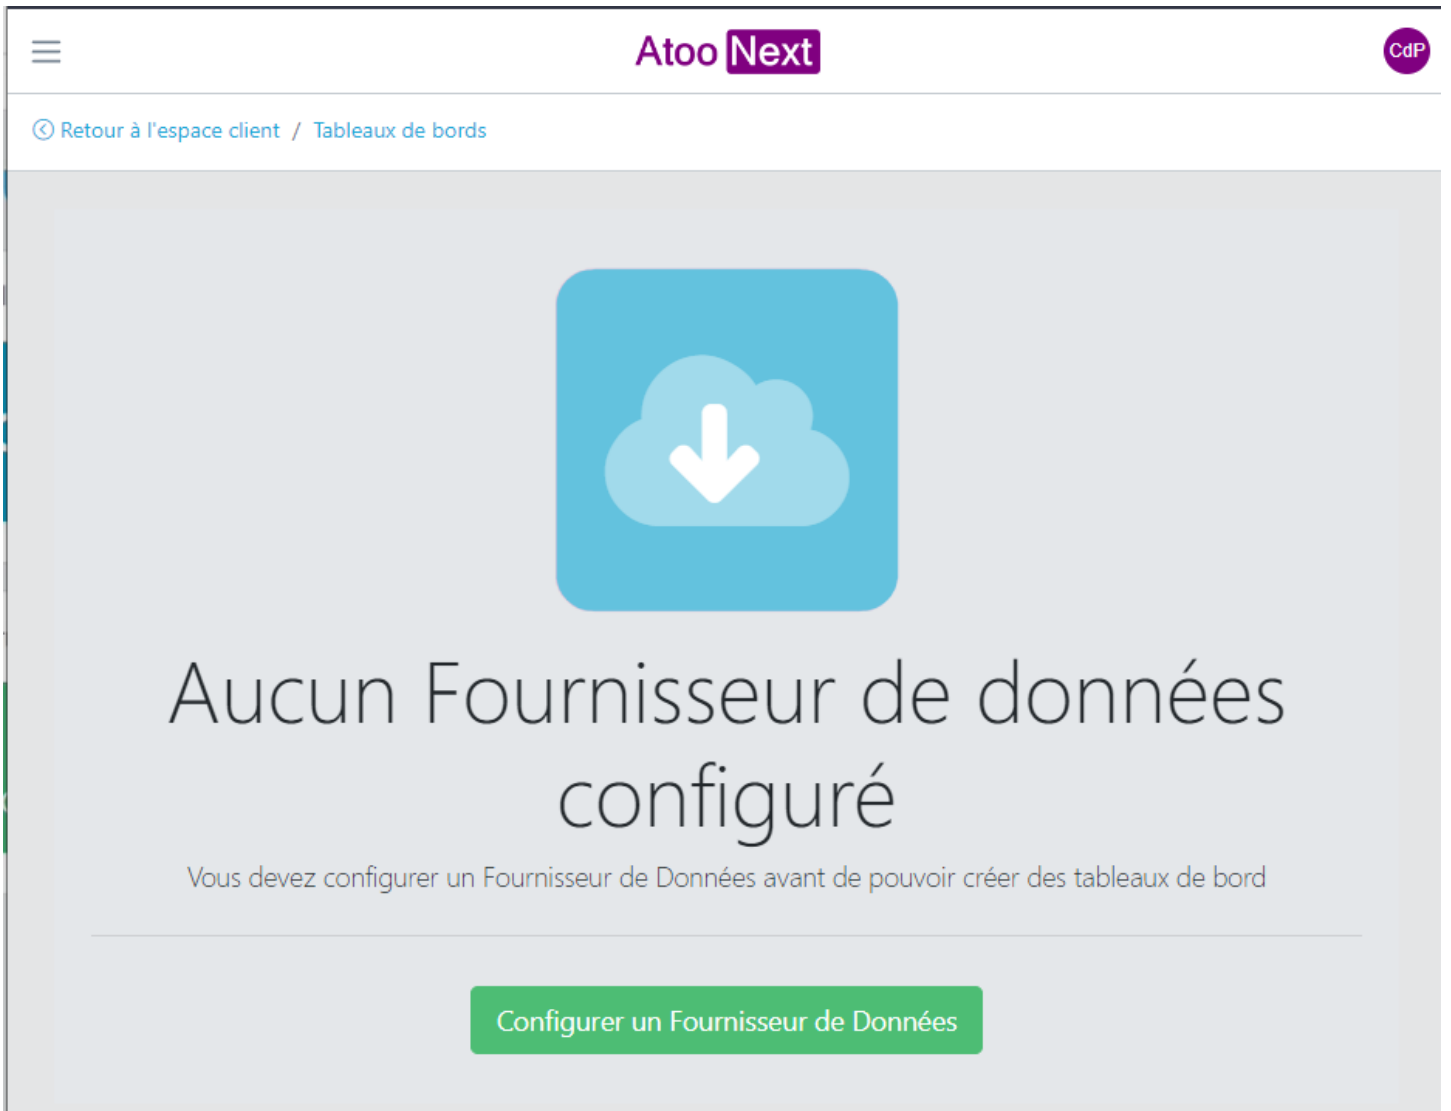 Atoo Next
CdP
Retour à l'espace client / Tableaux de bords
Aucun Fournisseur de données
configuré
Vous devez configurer un Fournisseur de Données avant de pouvoir créer des tableaux de bord
Configurer un Fournisseur de Données